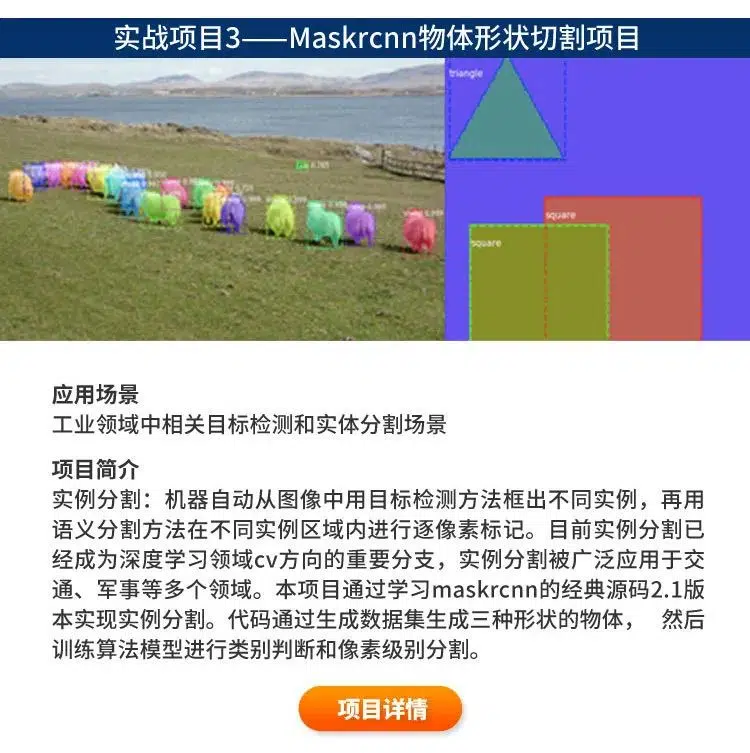 实战项目3——Maskrcnn物体形状切割项目
triangle
square
square
应用场景
工业领域中相关目标检测和实体分割场景
项目简介
实例分割：机器自动从图像中用目标检测方法框出不同实例，再用
语义分割方法在不同实例区域内进行逐像素标记。目前实例分割已
经成为深度学习领域cv方向的重要分支，实例分割被广泛应用于交
通、军事等多个领域。本项目通过学习maskrcnn的经典源码2.1版
本实现实例分割。代码通过生成数据集生成三种形状的物体， 然后
训练算法模型进行类别判断和像素级别分割。
项目详情